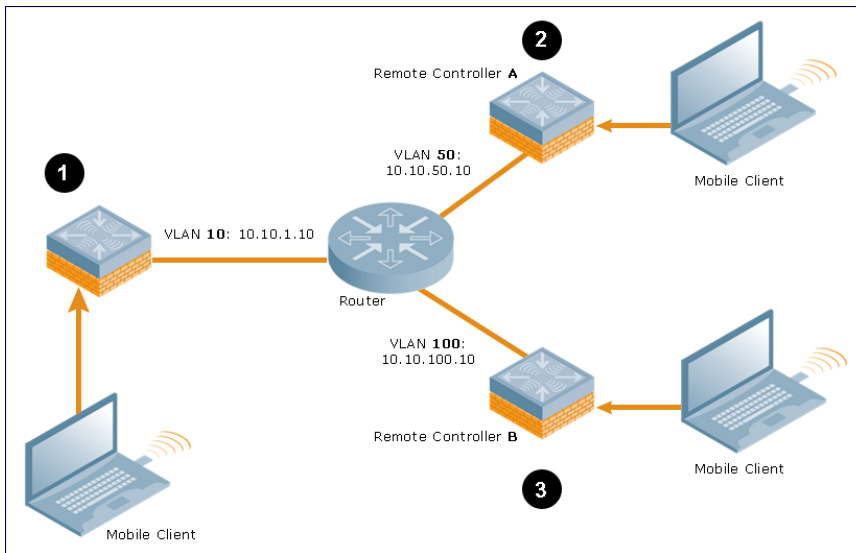 2
Remote Controller A
VLAN 50:
10.10.50.10
Mobile Client
1
VLAN 10: 10.10.1.10
Router
VLAN 100:
10.10.100.10
Remote Controller B
Mobile Client
3
Mobile Client